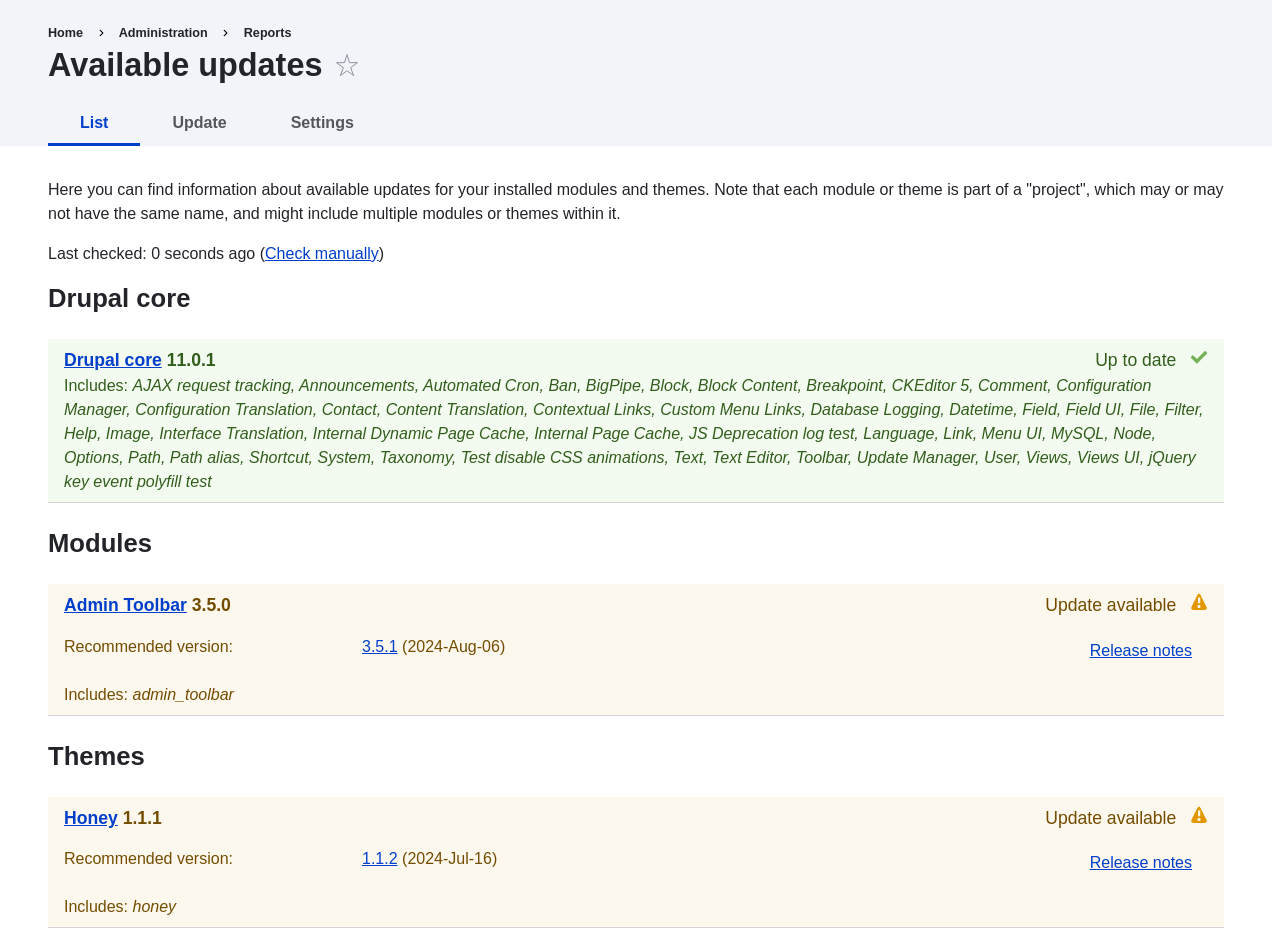 Home › Administration › Reports
Available updates ☆
List Update Settings
Here you can find information about available updates for your installed modules and themes. Note that each module or theme is part of a "project", which may or may
not have the same name, and might include multiple modules or themes within it.
Last checked: 0 seconds ago (Check manually)
Drupal core
Drupal core 11.0.1 Up to date
Includes: AJAX request tracking, Announcements, Automated Cron, Ban, BigPipe, Block, Block Content, Breakpoint, CKEditor 5, Comment, Configuration
Manager, Configuration Translation, Contact, Content Translation, Contextual Links, Custom Menu Links, Database Logging, Datetime, Field, Field UI, File, Filter,
Help, Image, Interface Translation, Internal Dynamic Page Cache, Internal Page Cache, JS Deprecation log test, Language, Link, Menu UI, MySQL, Node,
Options, Path, Path alias, Shortcut, System, Taxonomy, Test disable CSS animations, Text, Text Editor, Toolbar, Update Manager, User, Views, Views UI, jQuery
key event polyfill test
Modules
Admin Toolbar 3.5.0 Update available
Recommended version: 3.5.1 (2024-Aug-06) Release notes
Includes: admin_toolbar
Themes
Honey 1.1.1 Update available
Recommended version: 1.1.2 (2024-Jul-16) Release notes
Includes: honey